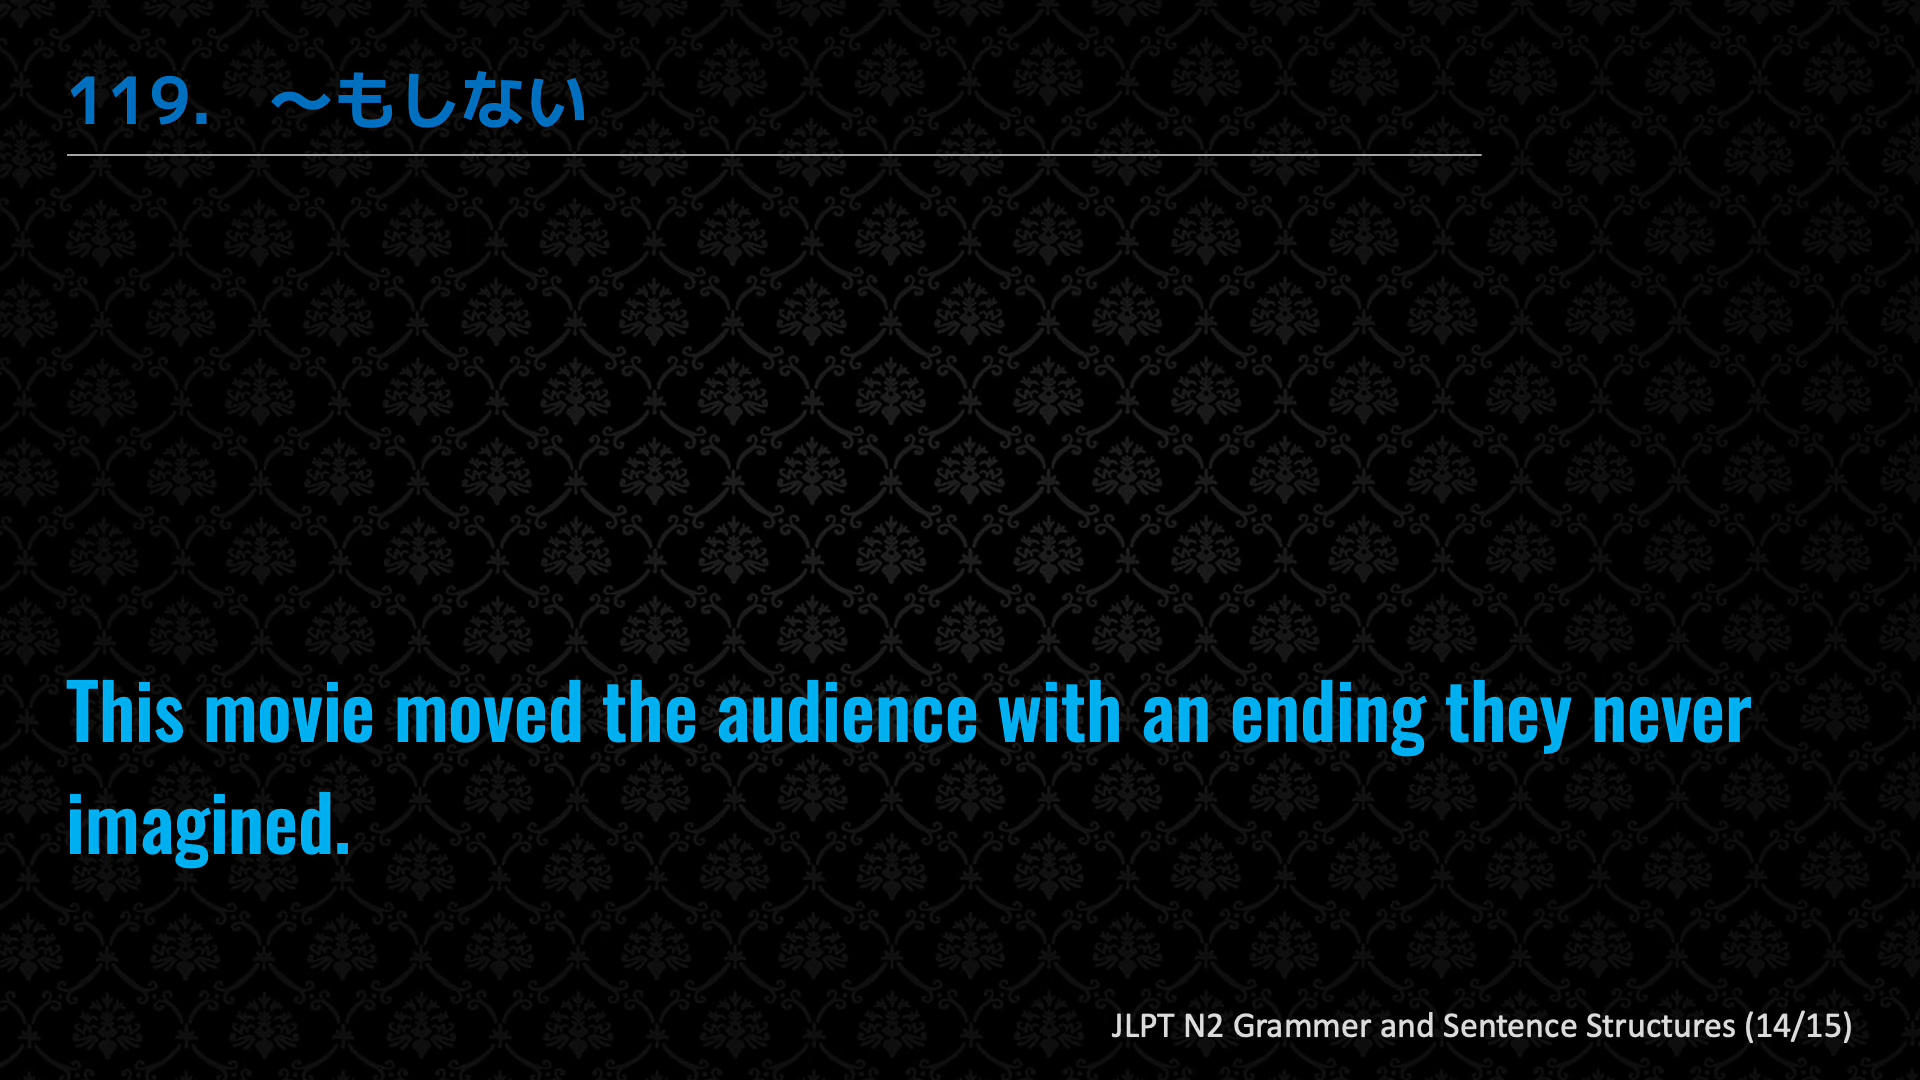 119. ～もしない
This movie moved the audience with an ending they never
imagined.
JLPT N2 Grammer and Sentence Structures (14/15)